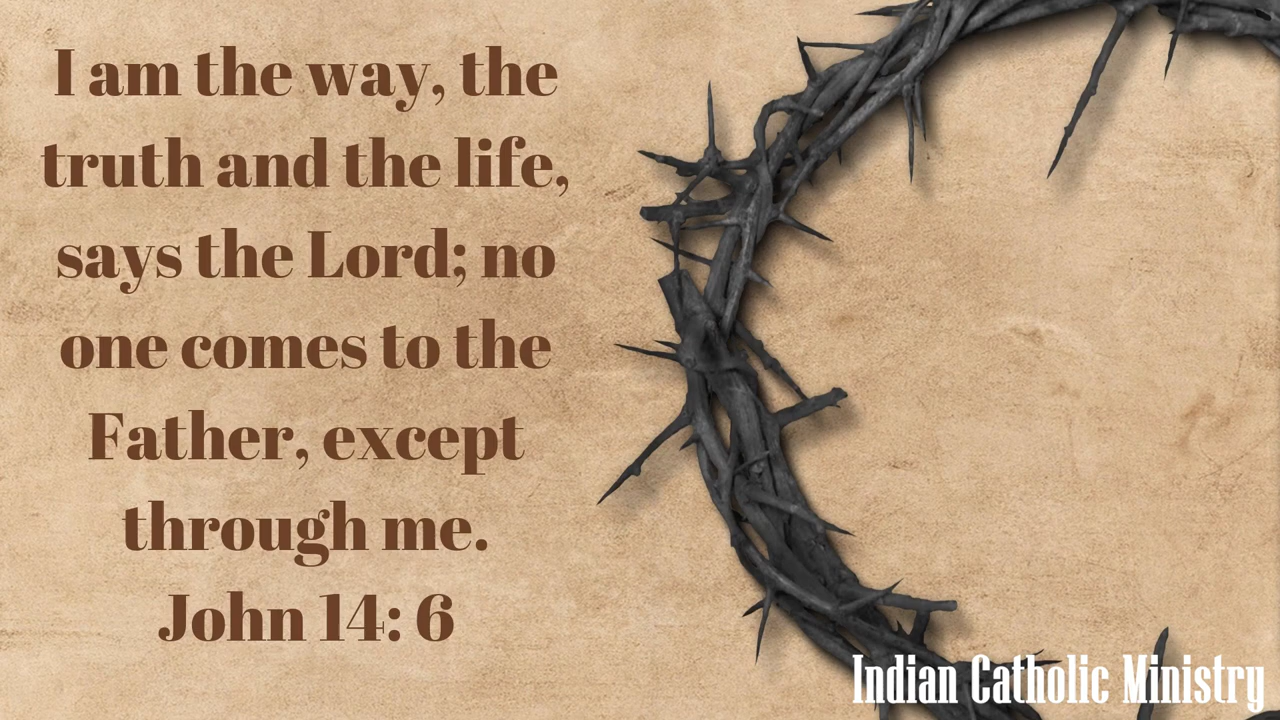 I am the way, the
truth and the life,
says the Lord; no
one comes to the
Father, except
through me.
John 14: 6
Indian Catholic Ministry